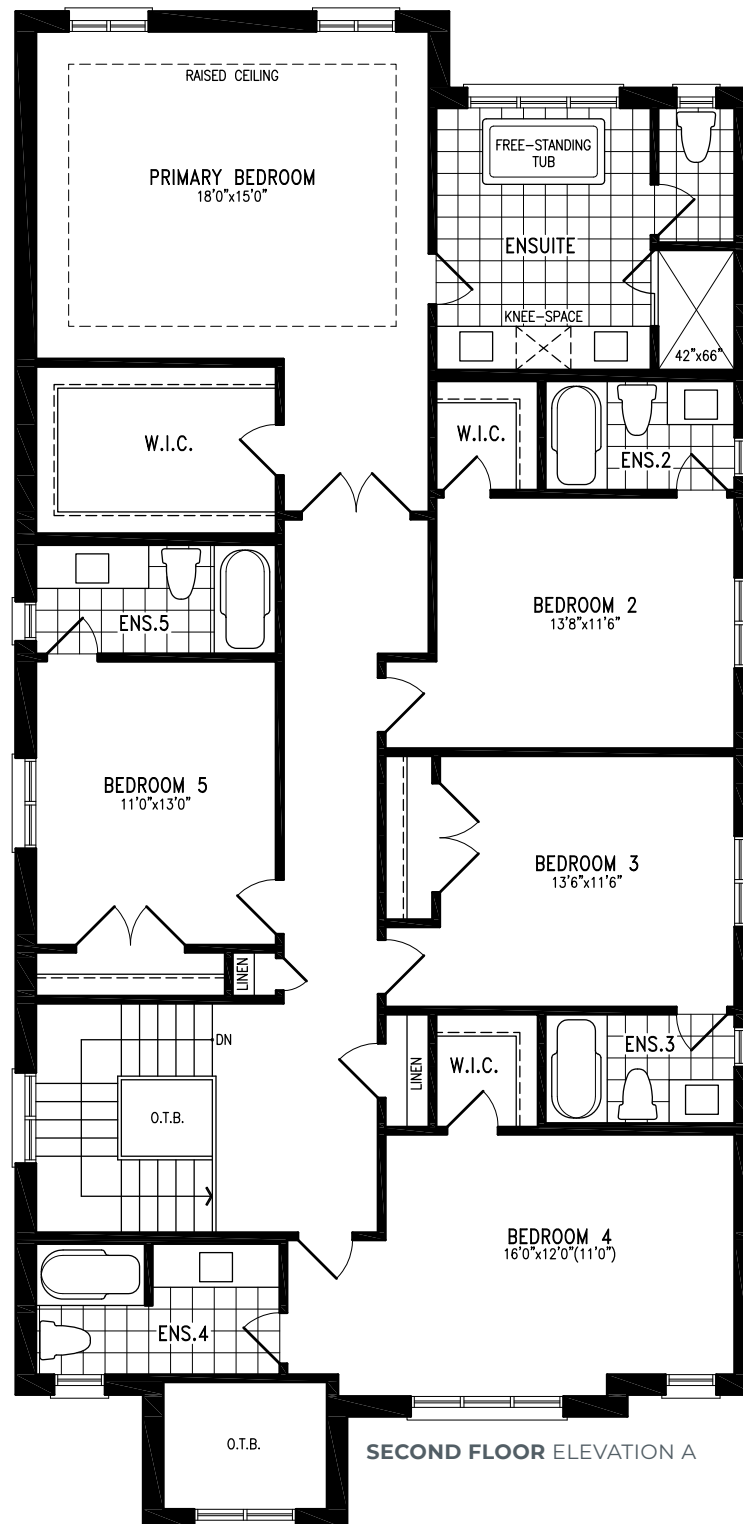 RAISED CEILING
PRIMARY BEDROOM
18'0"x15'0"
FREE-STANDING
TUB
ENSUITE
KNEE-SPACE
42"x66"
W.I.C.
W.I.C.
ENS.2
ENS.5
BEDROOM 2
13'8"x11'6"
BEDROOM 5
11'0"x13'0"
BEDROOM 3
13'6"x11'6"
LINEN
DN
ENS.3
W.I.C.
LINEN
O.T.B.
BEDROOM 4
16'0"x12'0"(11'0")
ENS.4
O.T.B.
SECOND FLOOR ELEVATION A